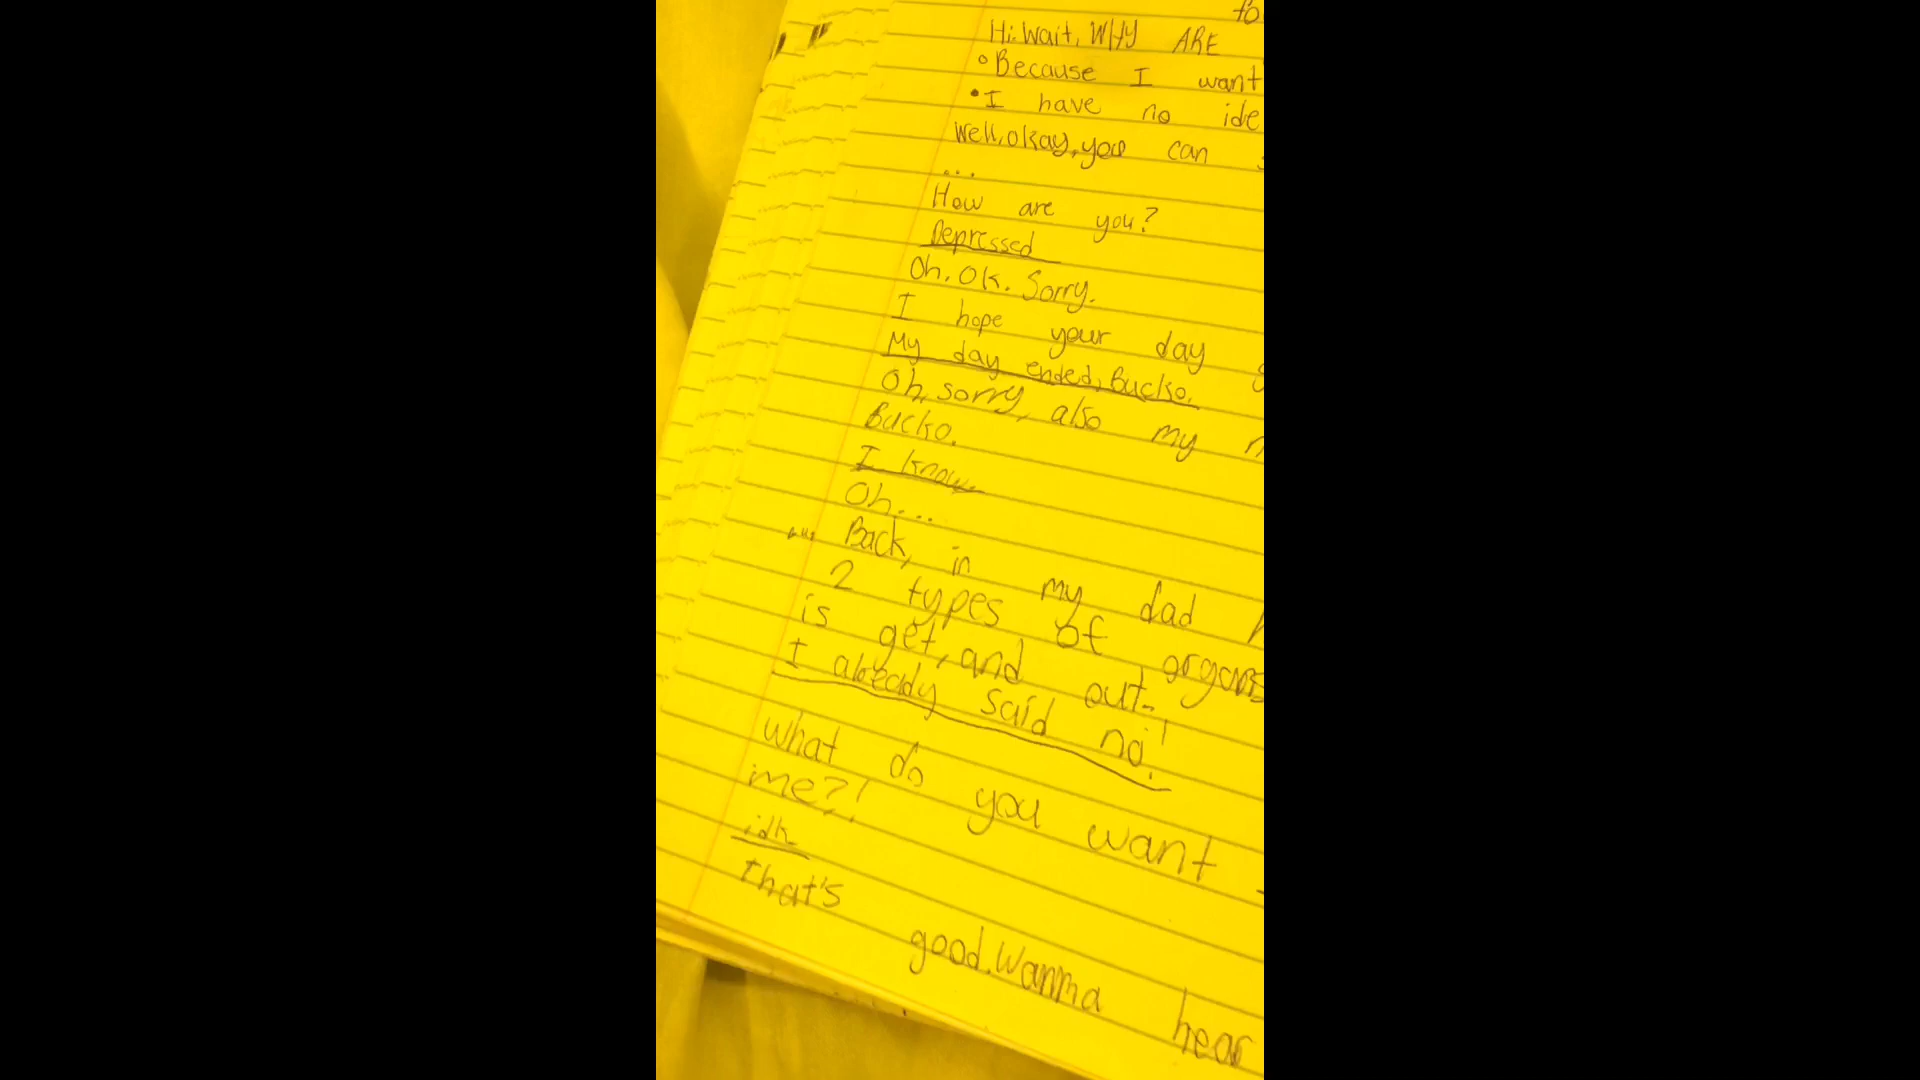 to
Hi. Wait, WHY ARE
°Because I want
•I have no ide
Well, okay, you can
...
How are you?
Depressed
Oh. Ok. Sorry.
I hope your day g
My day ended, Bucko.
Oh, sorry, also my n
Bucko.
I know.
Oh...
Back, in my dad h
2 types of organs
is get, and out-
I already said no!
what do you want
me?!
idk
that's good. Wanna hear